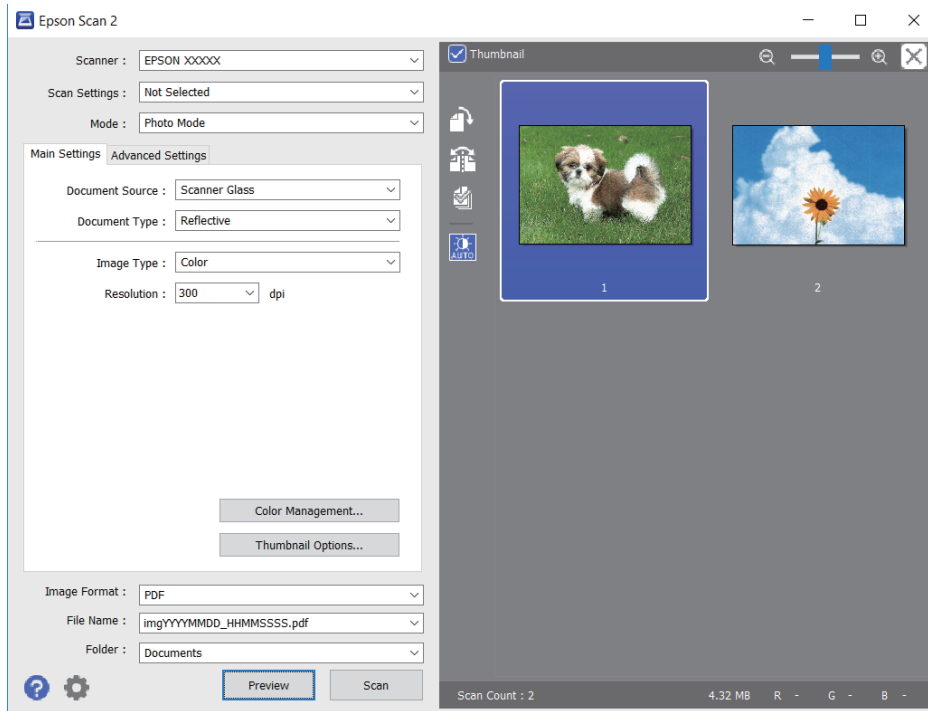 Epson Scan 2
Scanner : EPSON XXXXX
Scan Settings : Not Selected
Mode : Photo Mode
Main Settings Advanced Settings
Document Source : Scanner Glass
Document Type : Reflective
Image Type : Color
Resolution : 300 dpi
Color Management...
Thumbnail Options...
Image Format : PDF
File Name : imgYYYYMMDD_HHMMSSSS.pdf
Folder : Documents
? Preview Scan
Thumbnail
AUTO
1 2
Scan Count : 2 4.32 MB R - G - B -